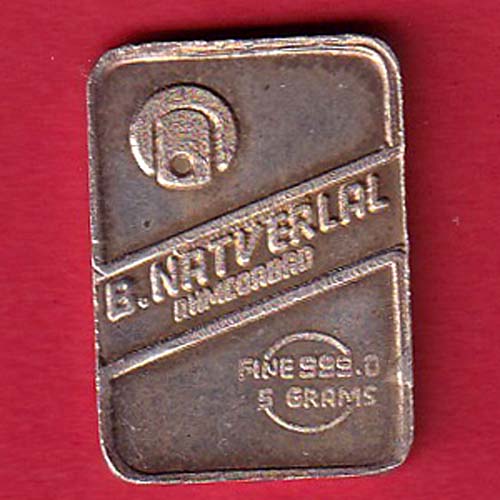 B.NATVERLAL
AHMEDABAD
FINE 999.0
5 GRAMS